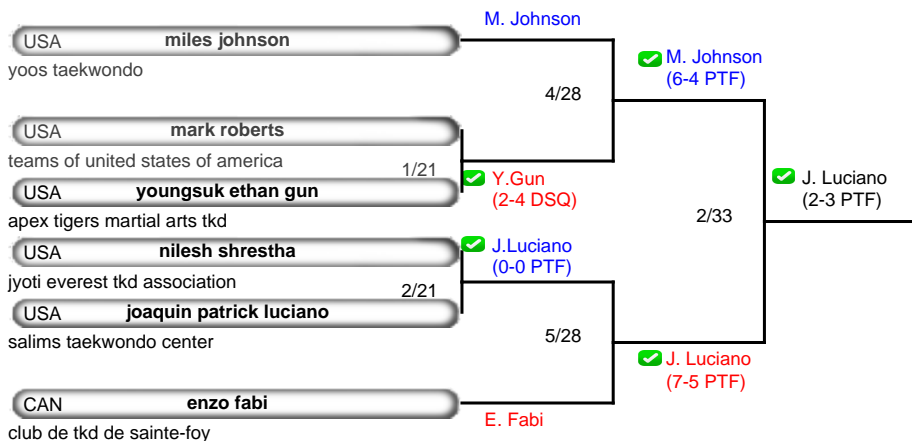 M. Johnson
USA miles johnson
yoos taekwondo
M. Johnson
(6-4 PTF)
4/28
USA mark roberts
teams of united states of america
1/21
Y.Gun
(2-4 DSQ)
USA youngsuk ethan gun
apex tigers martial arts tkd
J. Luciano
(2-3 PTF)
2/33
USA nilesh shrestha
jyoti everest tkd association
J.Luciano
(0-0 PTF)
2/21
USA joaquin patrick luciano
salims taekwondo center
5/28
J. Luciano
(7-5 PTF)
CAN enzo fabi
E. Fabi
club de tkd de sainte-foy